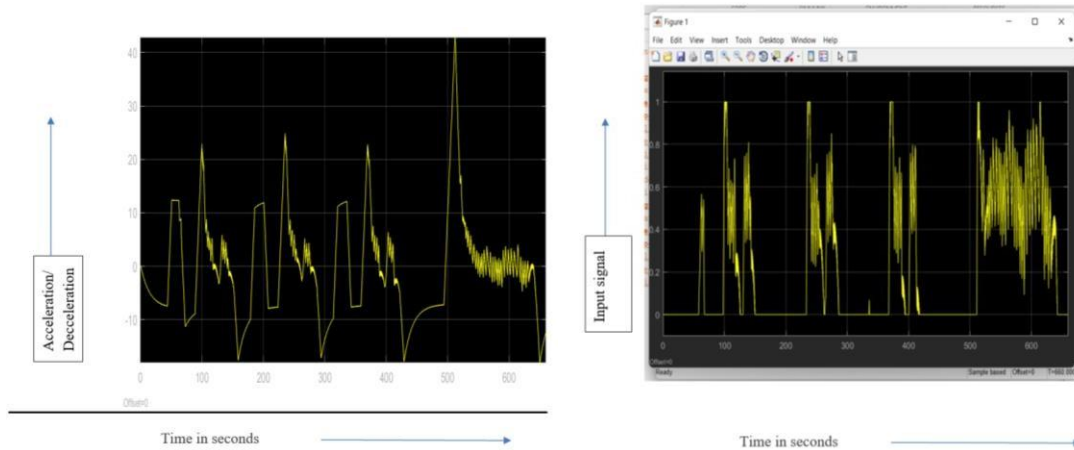 40
30
20
10
0
-10
0 100 200 300 400 500 600
Offset=0
Acceleration/
Decceleration
Time in seconds
Figure 1
File Edit View Insert Tools Desktop Window Help
1
0.8
0.6
0.4
0.2
0
0 100 200 300 400 500 600
Offset=0
Ready Sample based Offset=0
Input signal
Time in seconds